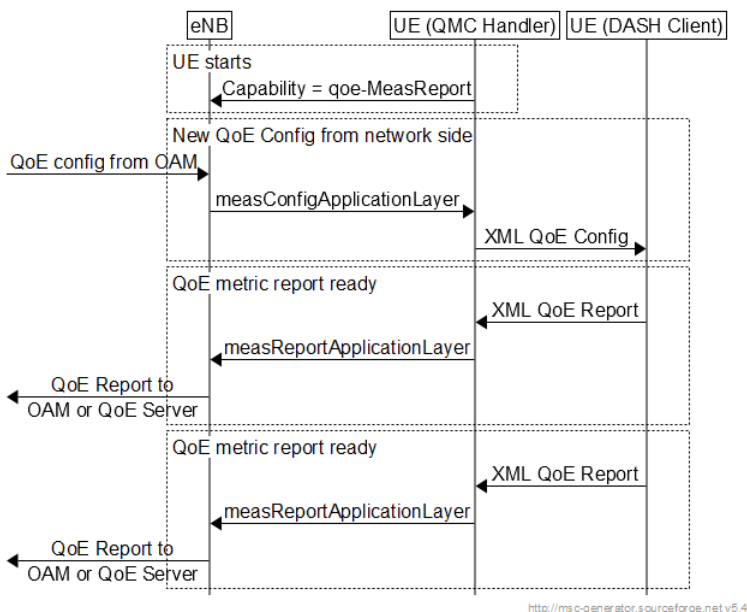 eNB
UE (QMC Handler)
UE (DASH Client)
UE starts
Capability = qoe-MeasReport
New QoE Config from network side
QoE config from OAM
measConfigApplicationLayer
XML QoE Config
QoE metric report ready
XML QoE Report
measReportApplicationLayer
QoE Report to
OAM or QoE Server
QoE metric report ready
XML QoE Report
measReportApplicationLayer
QoE Report to
OAM or QoE Server
http://msc-generator.sourceforge.net v5.4